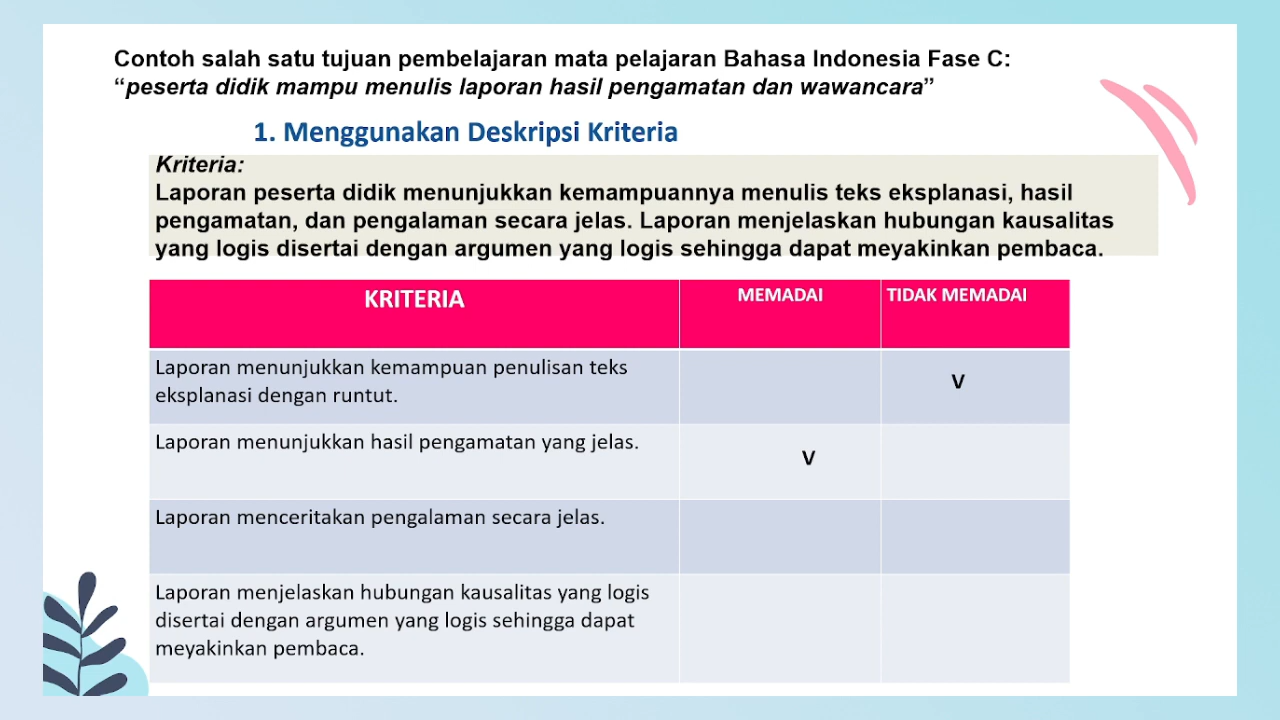 Contoh salah satu tujuan pembelajaran mata pelajaran Bahasa Indonesia Fase C:
“peserta didik mampu menulis laporan hasil pengamatan dan wawancara”
1. Menggunakan Deskripsi Kriteria
Kriteria:
Laporan peserta didik menunjukkan kemampuannya menulis teks eksplanasi, hasil
pengamatan, dan pengalaman secara jelas. Laporan menjelaskan hubungan kausalitas
yang logis disertai dengan argumen yang logis sehingga dapat meyakinkan pembaca.
KRITERIA MEMADAI TIDAK MEMADAI
Laporan menunjukkan kemampuan penulisan teks
eksplanasi dengan runtut.
V
Laporan menunjukkan hasil pengamatan yang jelas.
V
Laporan menceritakan pengalaman secara jelas.
Laporan menjelaskan hubungan kausalitas yang logis
disertai dengan argumen yang logis sehingga dapat
meyakinkan pembaca.